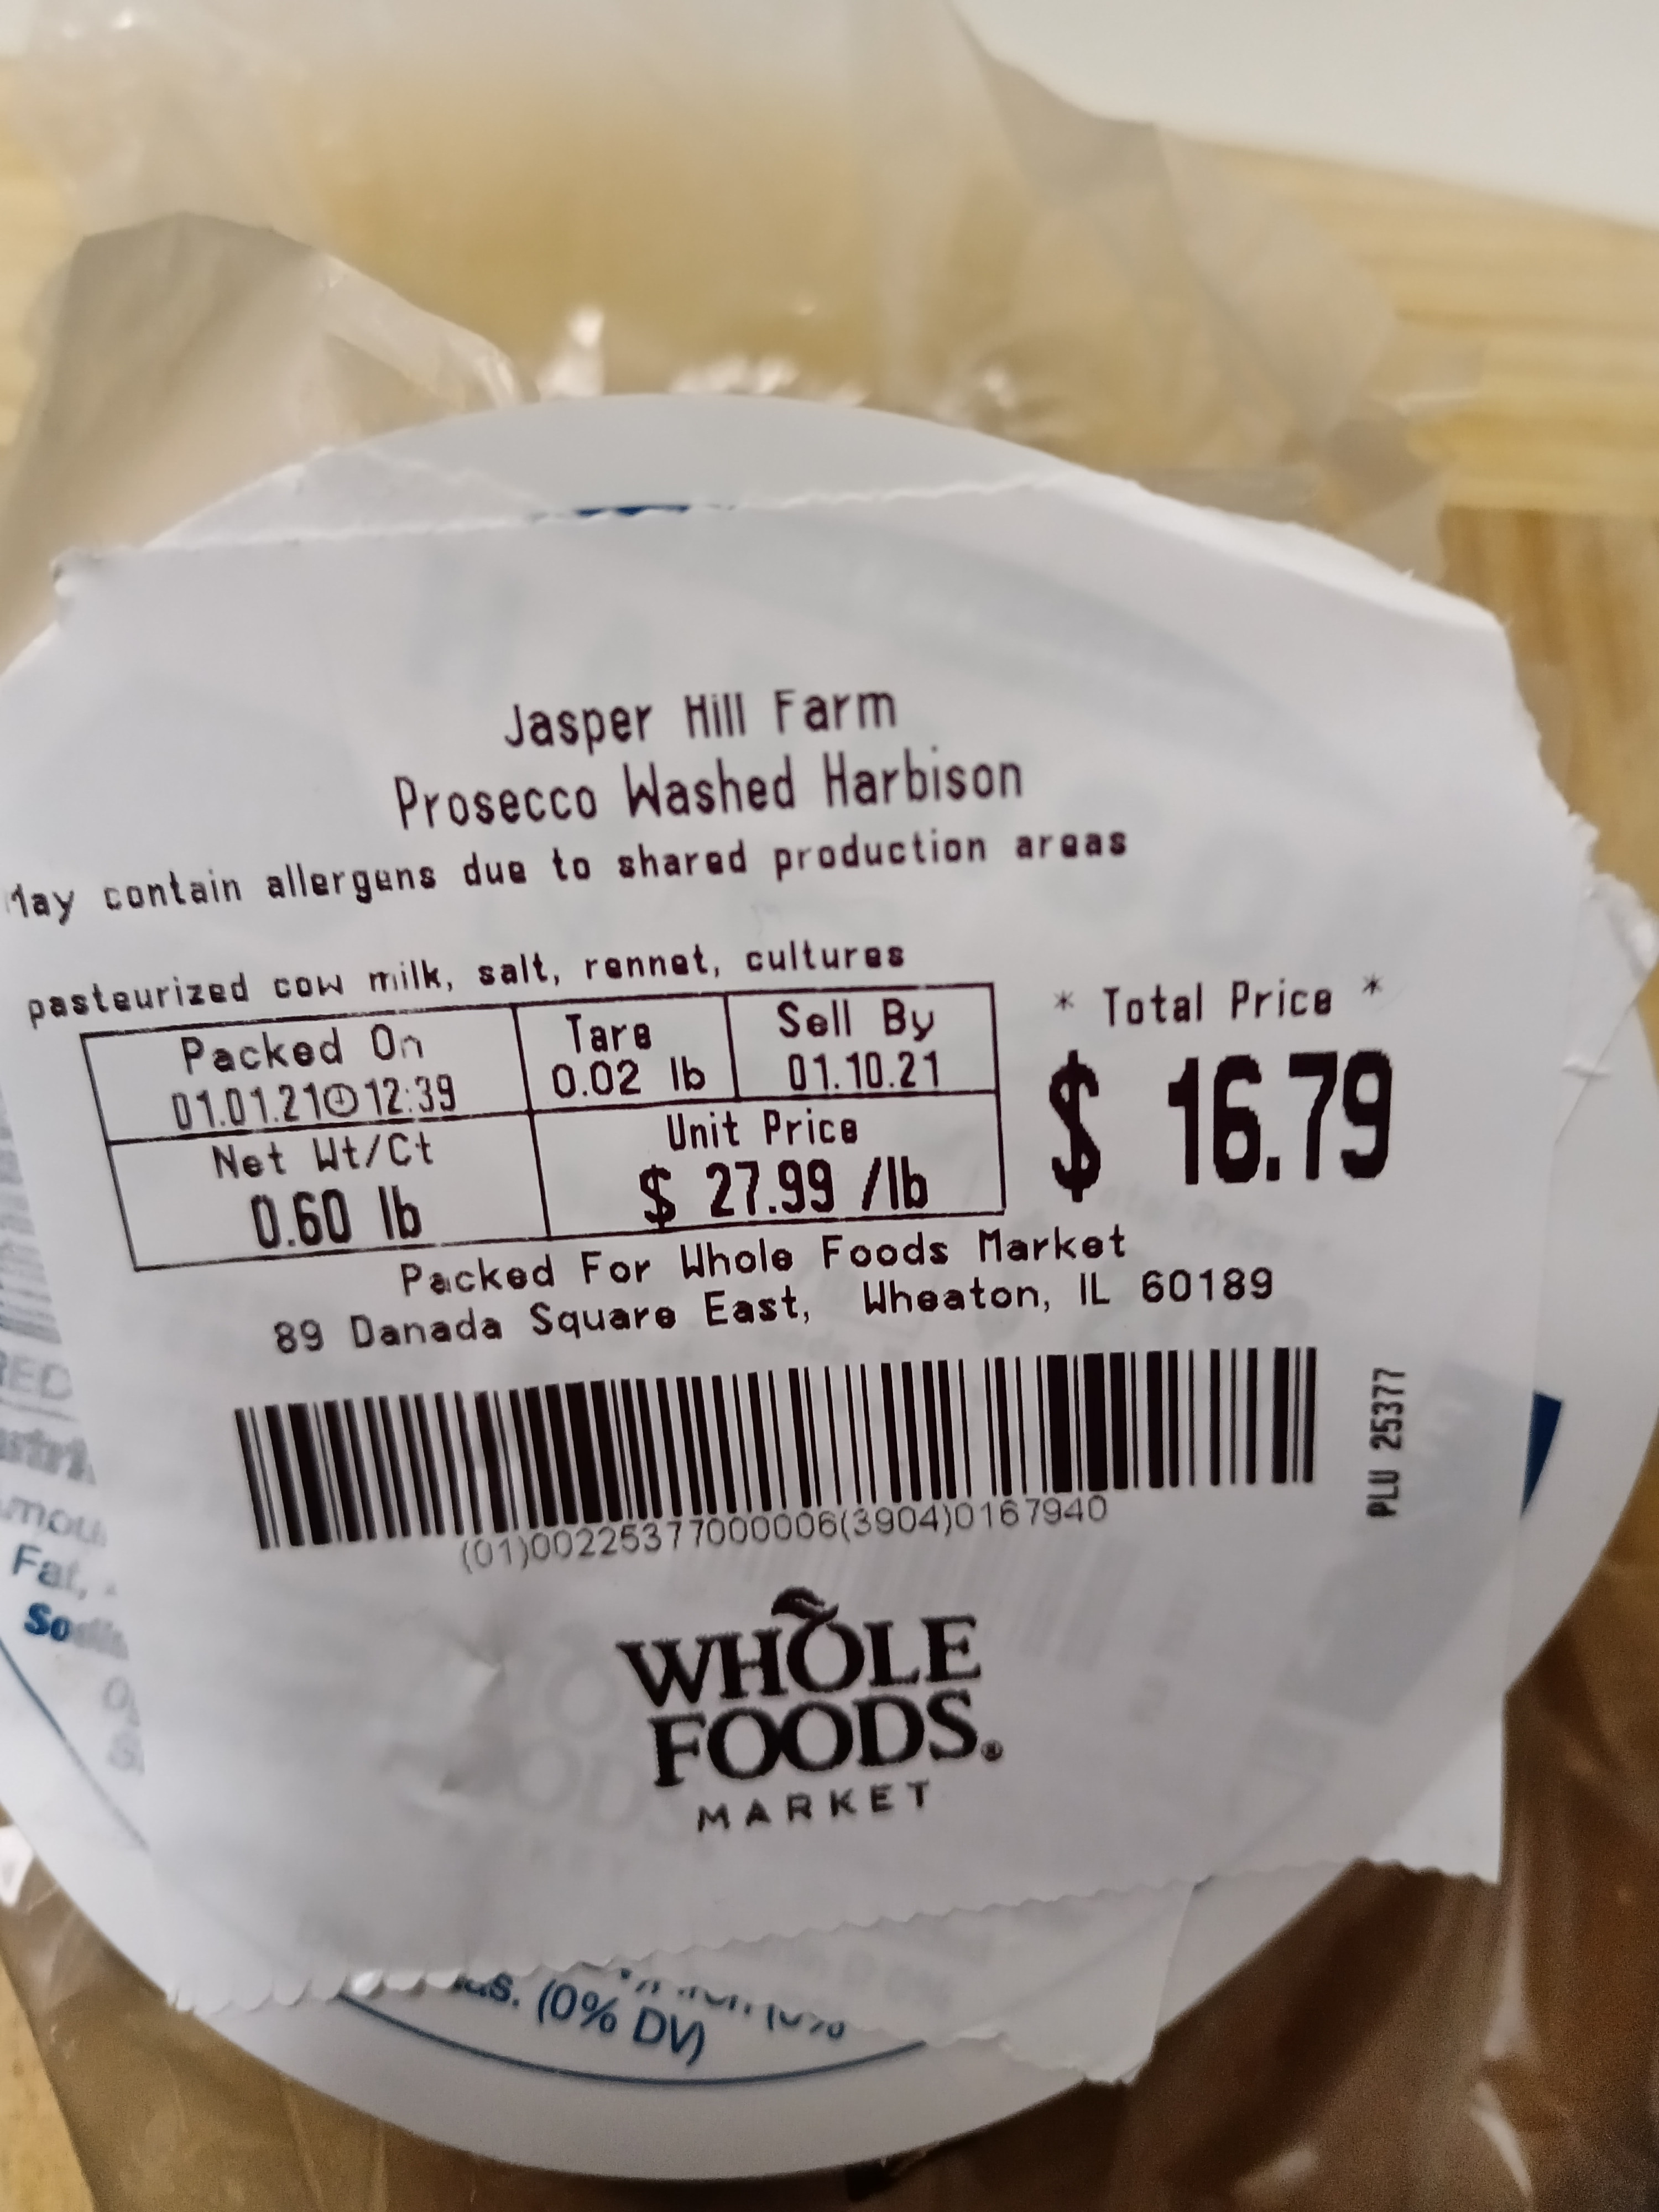 Jasper Hill Farm
Prosecco Washed Harbison
May contain allergens due to shared production areas
pasteurized cow milk, salt, rennet, cultures
Packed On
01.01.21 12:39
Tare
0.02 lb
Sell By
01.10.21
* Total Price *
$ 16.79
Net Wt/Ct
0.60 lb
Unit Price
$ 27.99 /lb
Packed For Whole Foods Market
89 Danada Square East, Wheaton, IL 60189
(01)00225377000006(3904)0167940
PLU 25377
WHOLE
FOODS®
MARKET
Fat,
(0% DV)